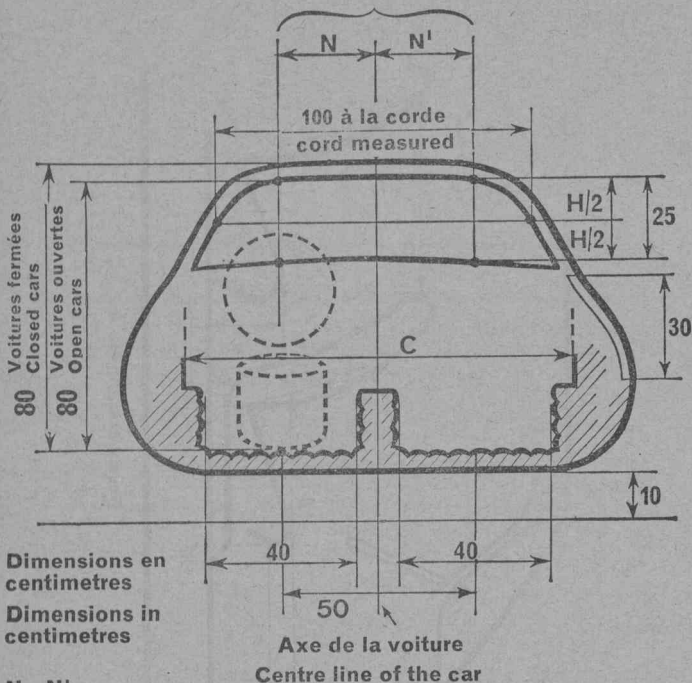 N N'
100 à la corde
cord measured
H/2
H/2
25
30
80 Voitures fermées
Closed cars
80 Voitures ouvertes
Open cars
C
10
40
40
50
Dimensions en
centimetres
Dimensions in
centimetres
Axe de la voiture
Centre line of the car